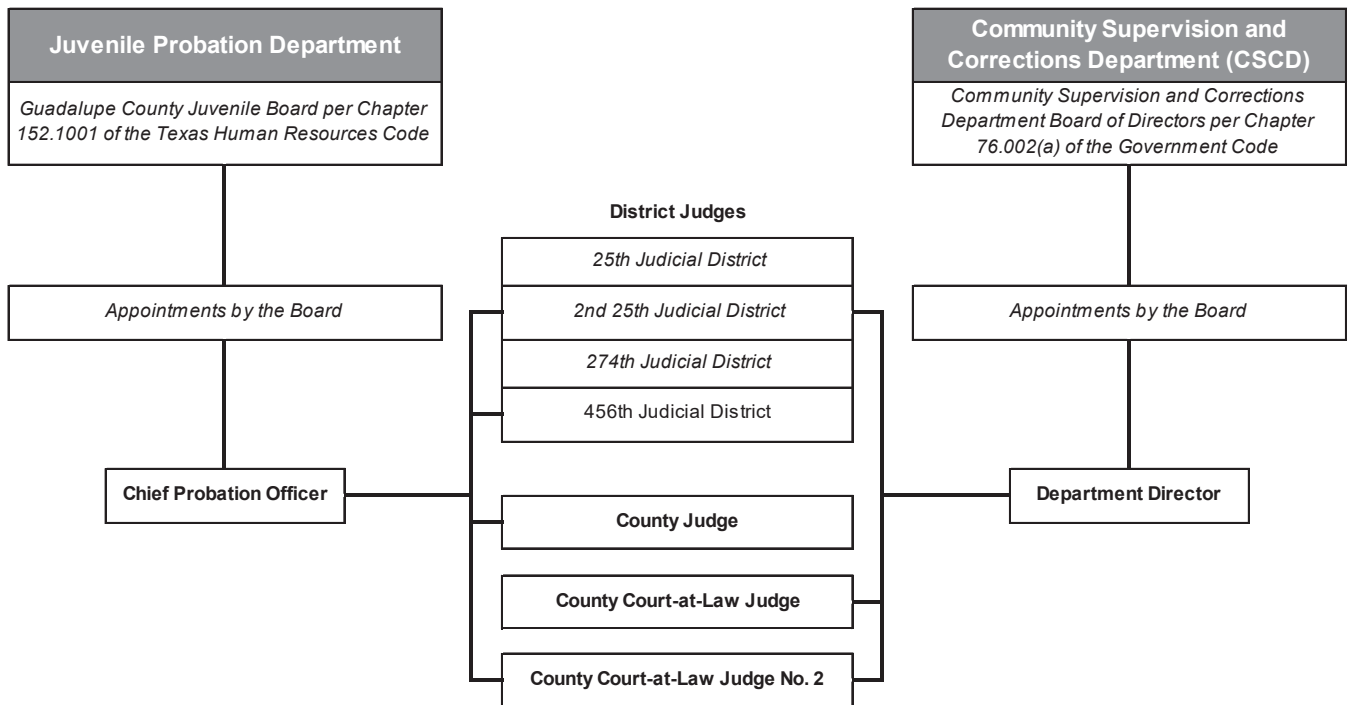 Juvenile Probation Department
Guadalupe County Juvenile Board per Chapter
152.1001 of the Texas Human Resources Code
Appointments by the Board
Chief Probation Officer
District Judges
25th Judicial District
2nd 25th Judicial District
274th Judicial District
456th Judicial District
County Judge
County Court-at-Law Judge
County Court-at-Law Judge No. 2
Community Supervision and
Corrections Department (CSCD)
Community Supervision and Corrections
Department Board of Directors per Chapter
76.002(a) of the Government Code
Appointments by the Board
Department Director